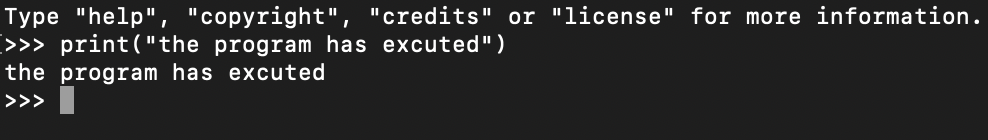 Type "help", "copyright", "credits" or "license" for more information.
>>> print("the program has excuted")
the program has excuted
>>>